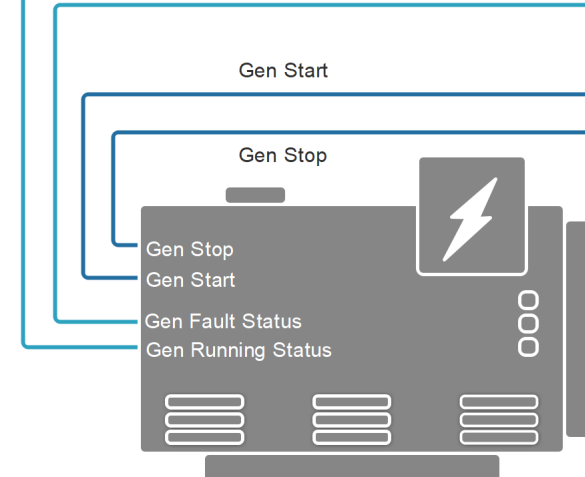 Gen Start
Gen Stop
Gen Stop
Gen Start
Gen Fault Status
Gen Running Status